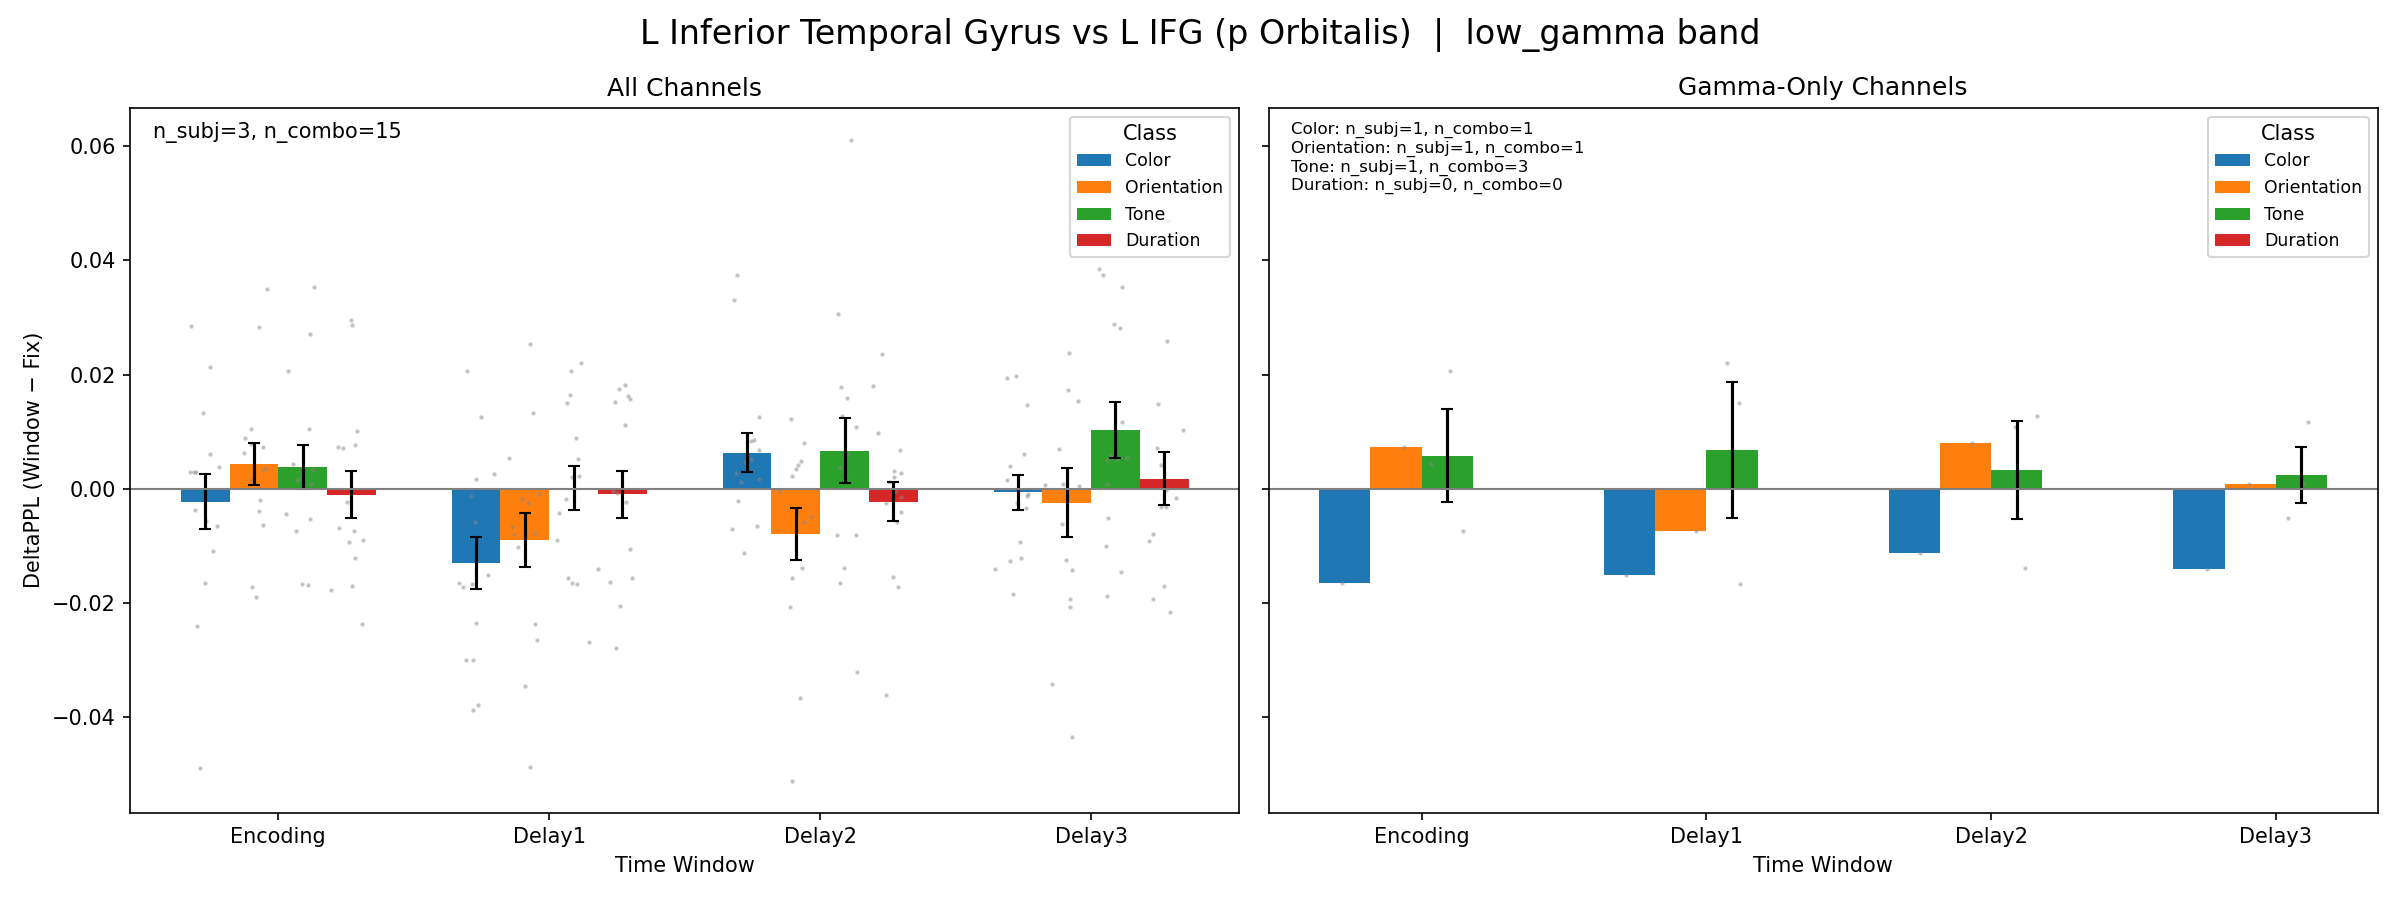 L Inferior Temporal Gyrus vs L IFG (p Orbitalis)  |  low_gamma band
All Channels
n_subj=3, n_combo=15
Class
Color
Orientation
Tone
Duration
DeltaPPL (Window − Fix)
0.06
0.04
0.02
0.00
−0.02
−0.04
Encoding
Delay1
Delay2
Delay3
Time Window
Gamma-Only Channels
Color: n_subj=1, n_combo=1
Orientation: n_subj=1, n_combo=1
Tone: n_subj=1, n_combo=3
Duration: n_subj=0, n_combo=0
Class
Color
Orientation
Tone
Duration
Encoding
Delay1
Delay2
Delay3
Time Window